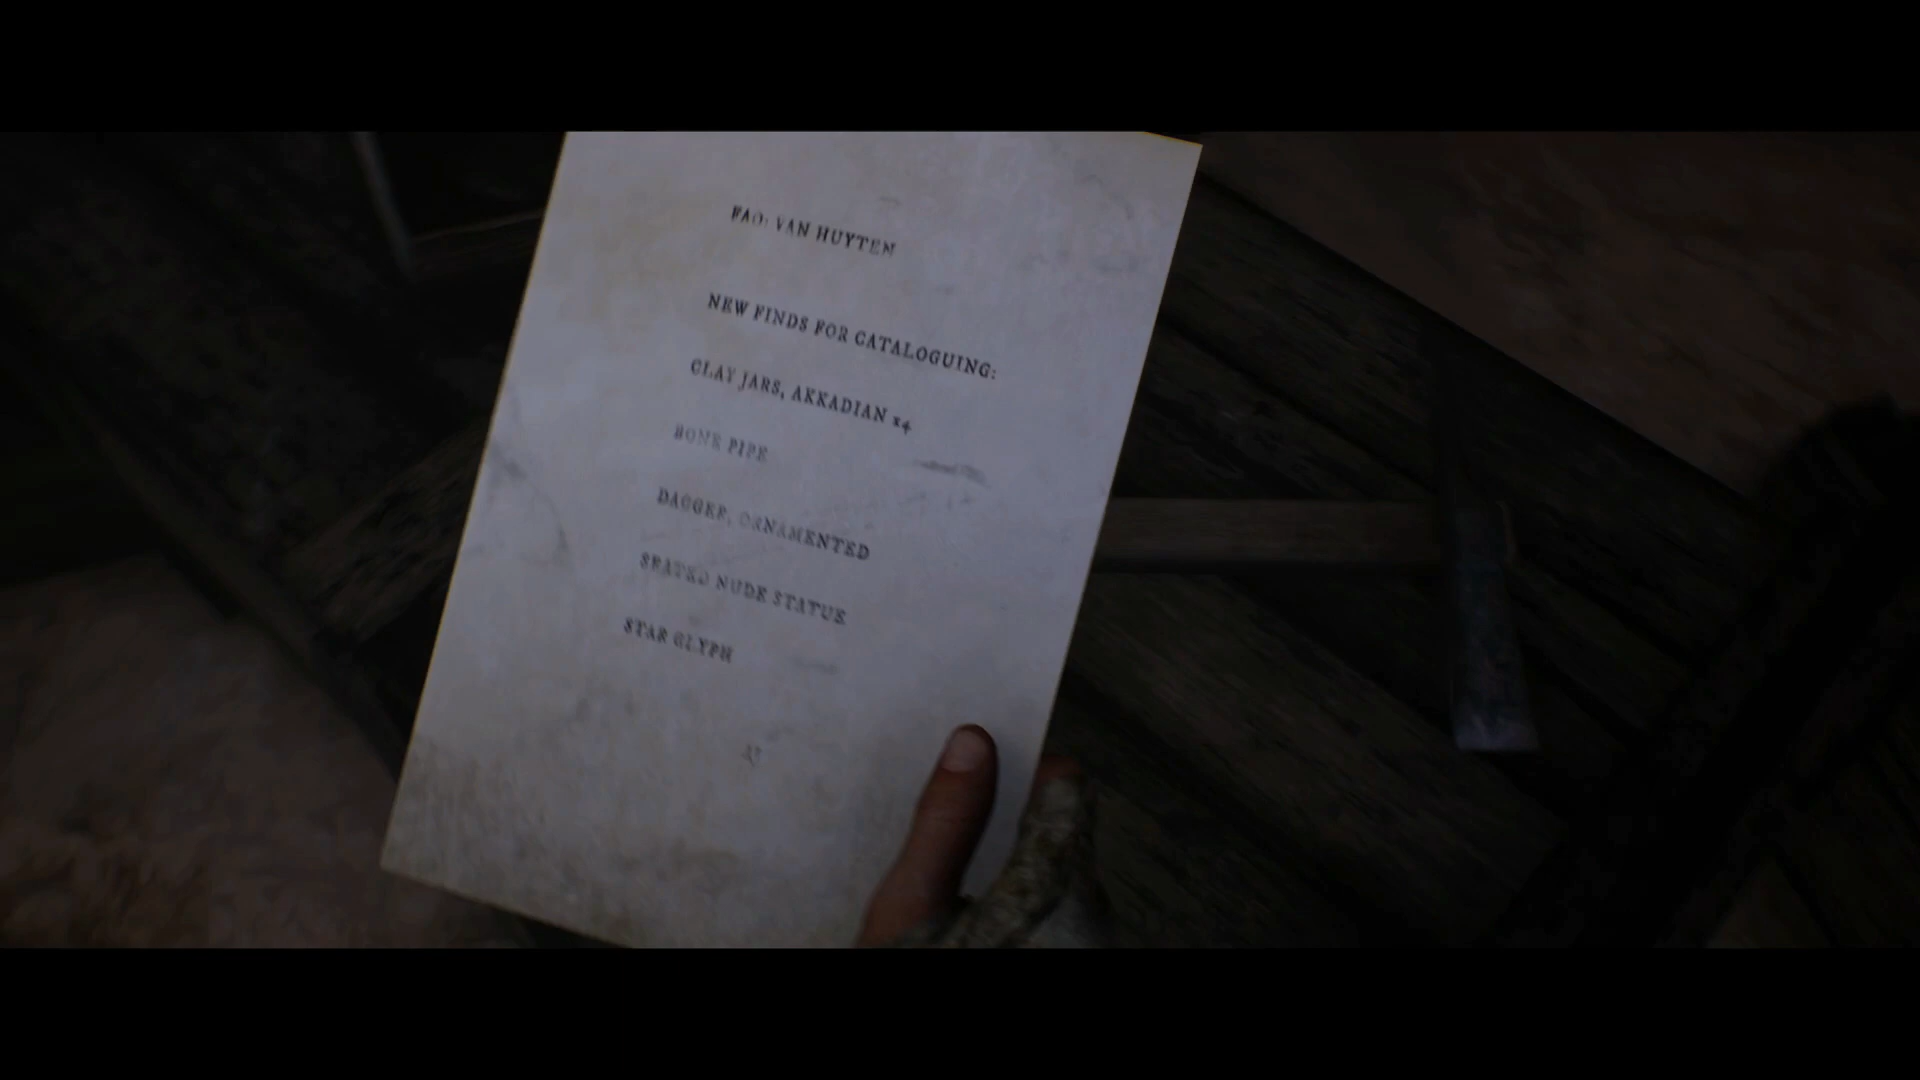 FAO: VAN HUYTEN
NEW FINDS FOR CATALOGUING:
CLAY JARS, AKKADIAN x4
BONE PIPE
DAGGER, ORNAMENTED
SEATED NUDE STATUE
STAR GLYPH